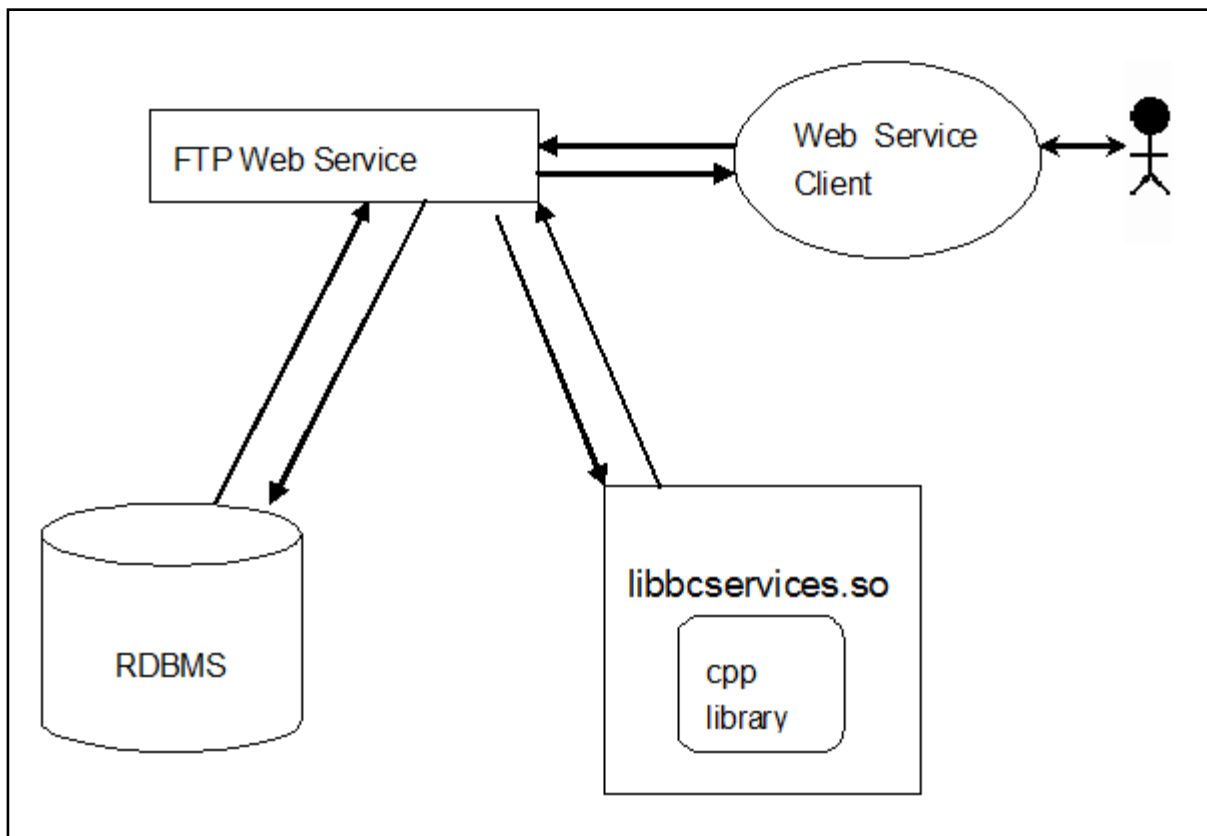 FTP Web Service
Web Service
Client
RDBMS
libbcservices.so
cpp
library